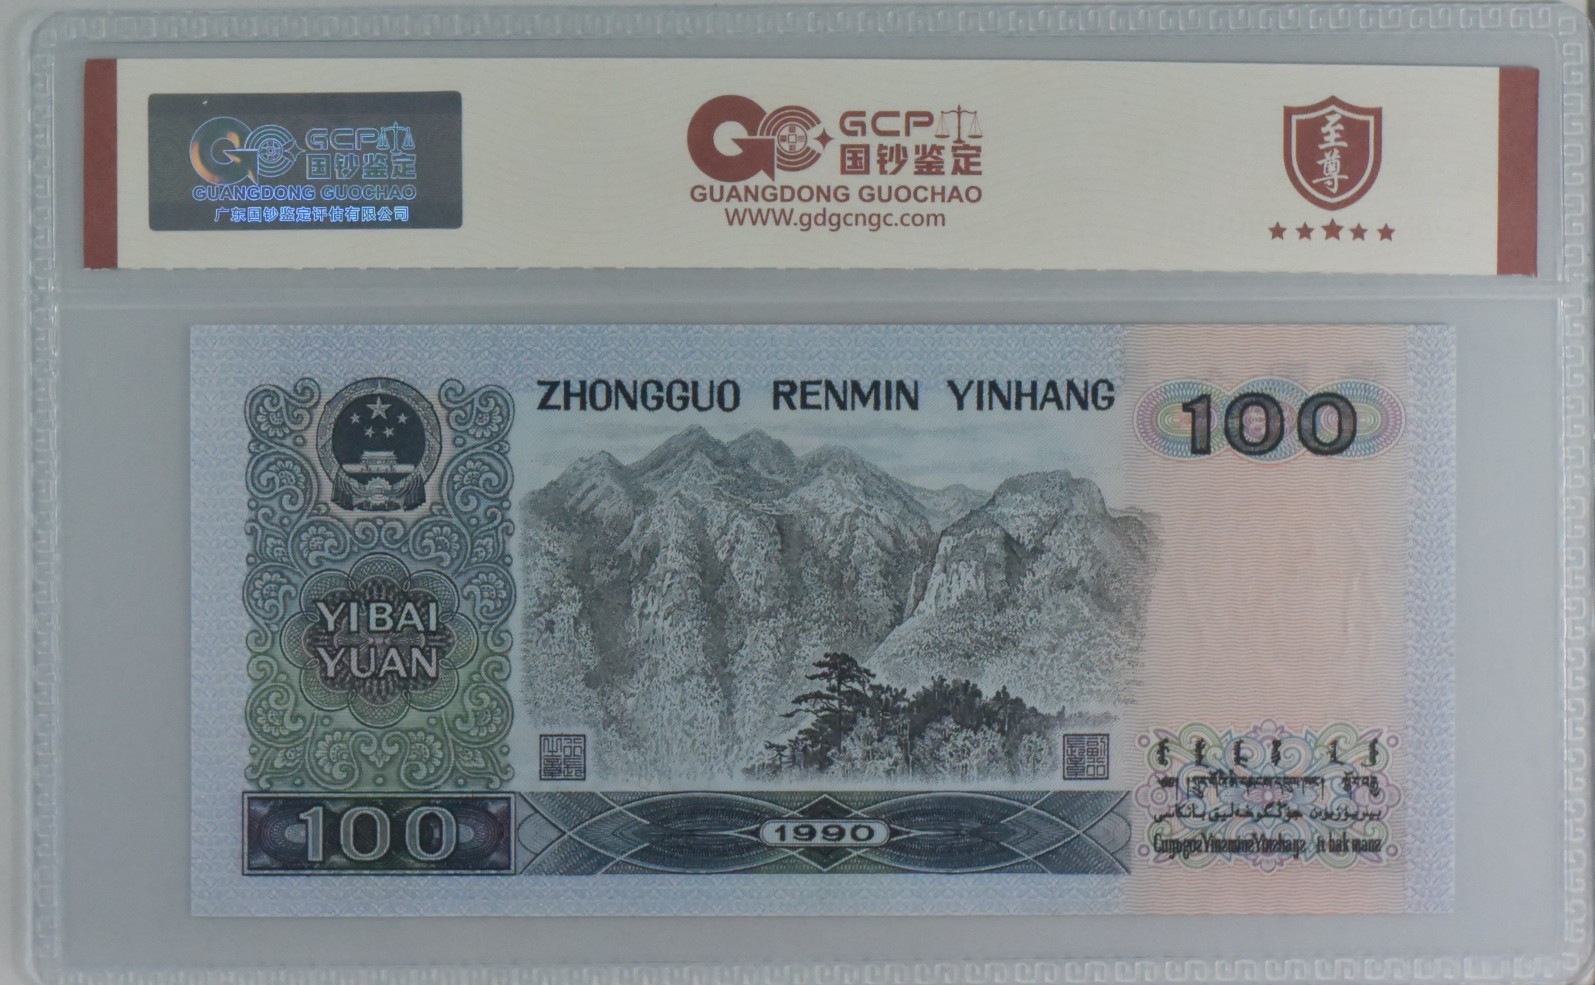 GCP
国钞鉴定
GUANGDONG GUOCHAO
广东国钞鉴定评估有限公司
GCP
国钞鉴定
GUANGDONG GUOCHAO
WWW.gdgcngc.com
至尊
ZHONGGUO RENMIN YINHANG
100
YIBAI
YUAN
100
1990